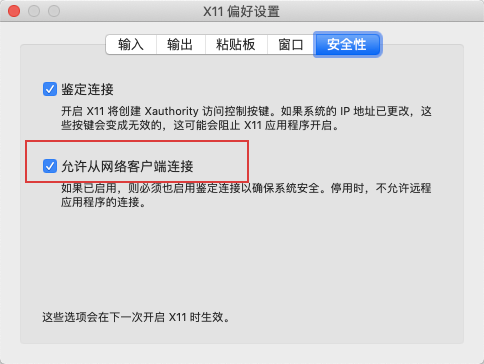 X11 偏好设置
输入 输出 粘贴板 窗口 安全性
鉴定连接
开启 X11 将创建 Xauthority 访问控制按键。如果系统的 IP 地址已更改，这
些按键会变成无效的，这可能会阻止 X11 应用程序开启。
允许从网络客户端连接
如果已启用，则必须也启用鉴定连接以确保系统安全。停用时，不允许远程
应用程序的连接。
这些选项会在下一次开启 X11 时生效。